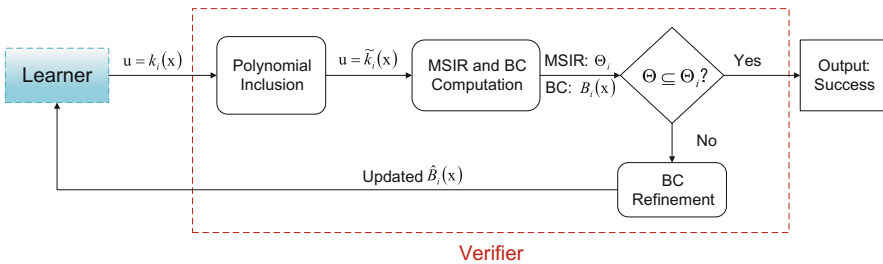 Learner
u = k_i(x)
Polynomial
Inclusion
u = k̃_i(x)
MSIR and BC
Computation
MSIR: Θ_i
BC: B_i(x)
Θ ⊆ Θ_i?
Yes
Output:
Success
No
BC
Refinement
Updated B̂_i(x)
Verifier